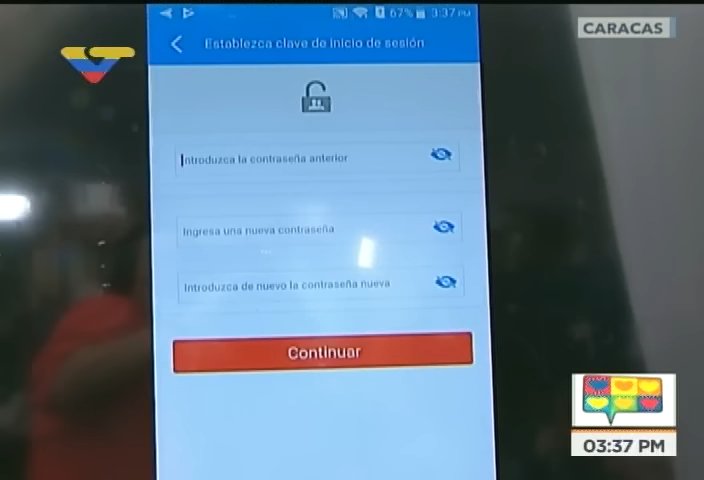 67% 3:37 PM
CARACAS
Establezca clave de inicio de sesión
Introduzca la contraseña anterior
Ingresa una nueva contraseña
Introduzca de nuevo la contraseña nueva
Continuar
03:37 PM